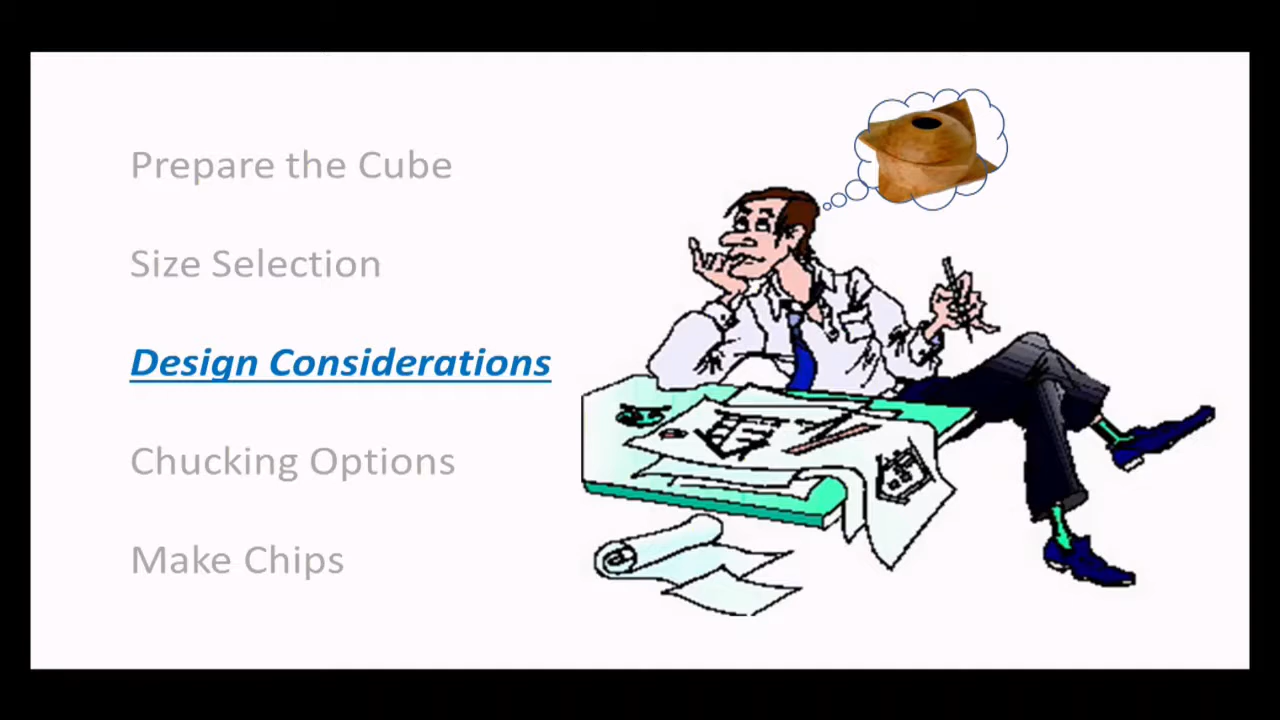 Prepare the Cube
Size Selection
Design Considerations
Chucking Options
Make Chips